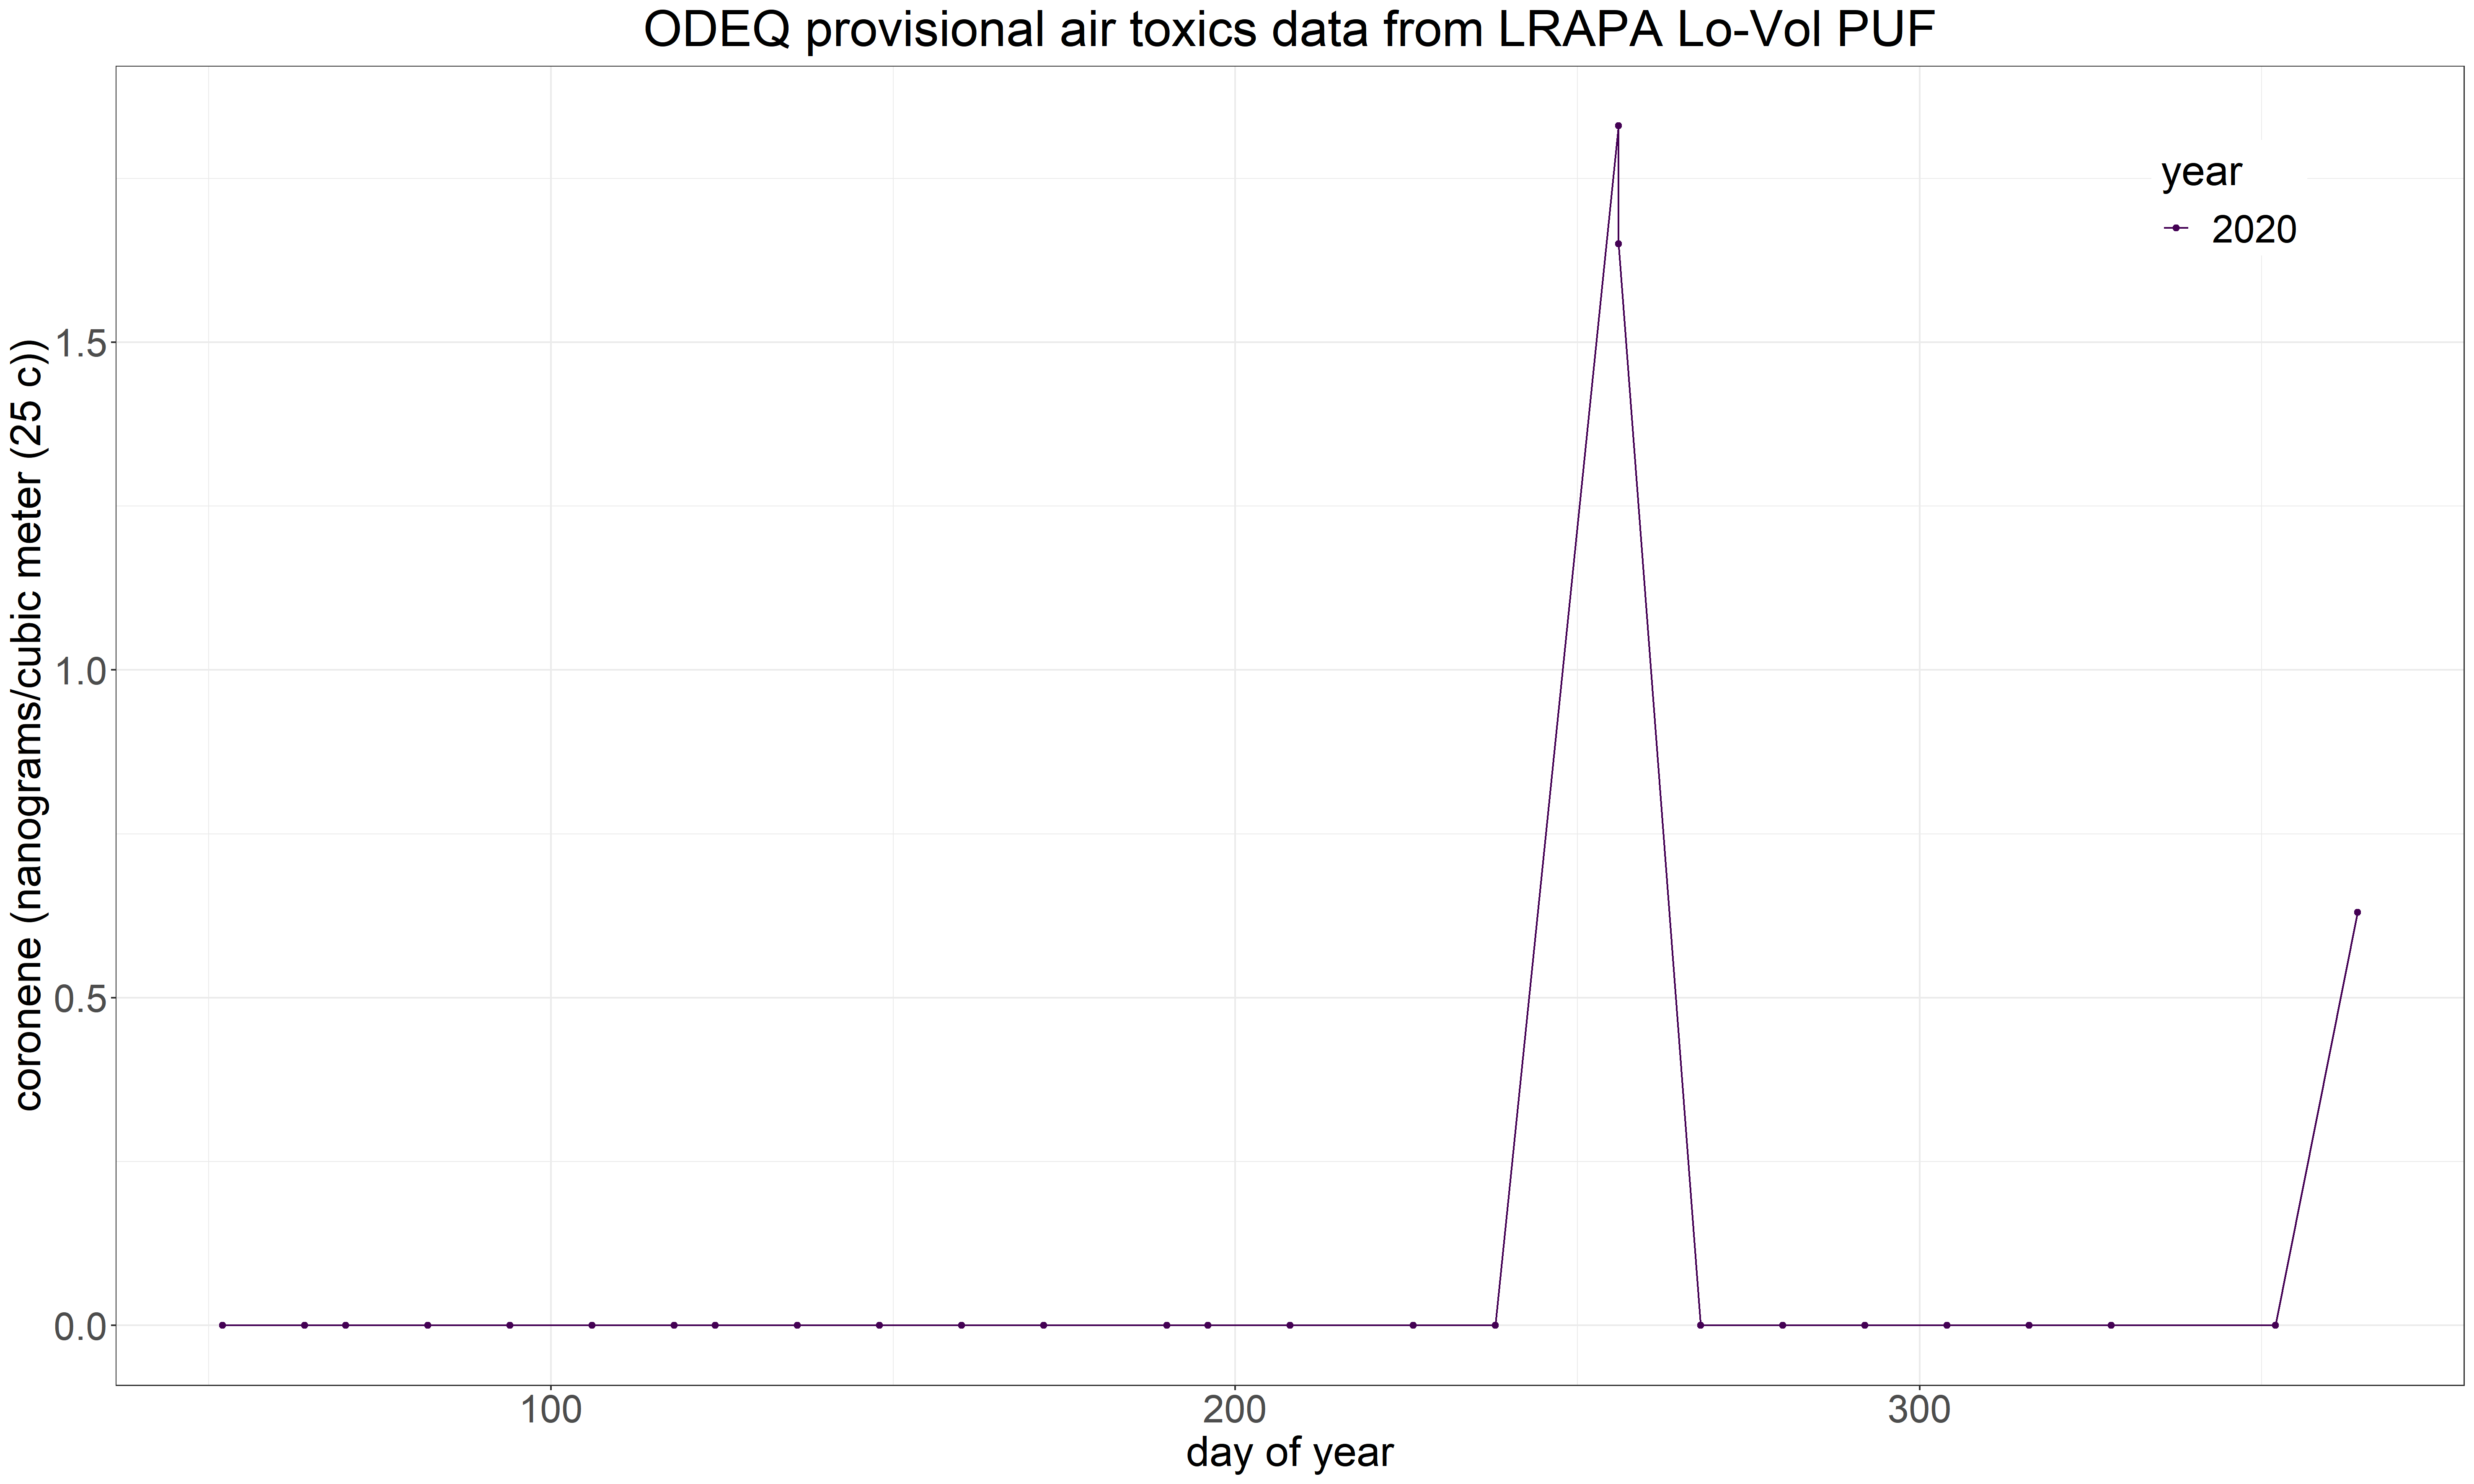 ODEQ provisional air toxics data from LRAPA Lo-Vol PUF
year
2020
coronene (nanograms/cubic meter (25 c))
1.5
1.0
0.5
0.0
100 200 300
day of year